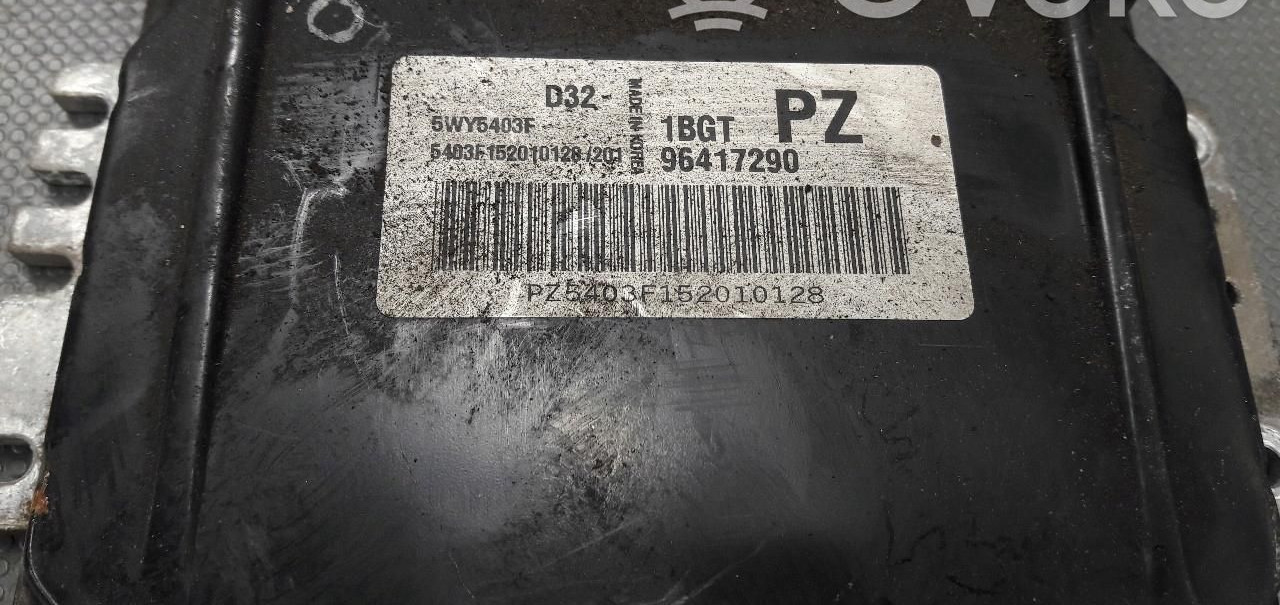 D32-
MADE IN KOREA
5WY5403F
1BGT PZ
5403F152010128/201
96417290
PZ5403F152010128